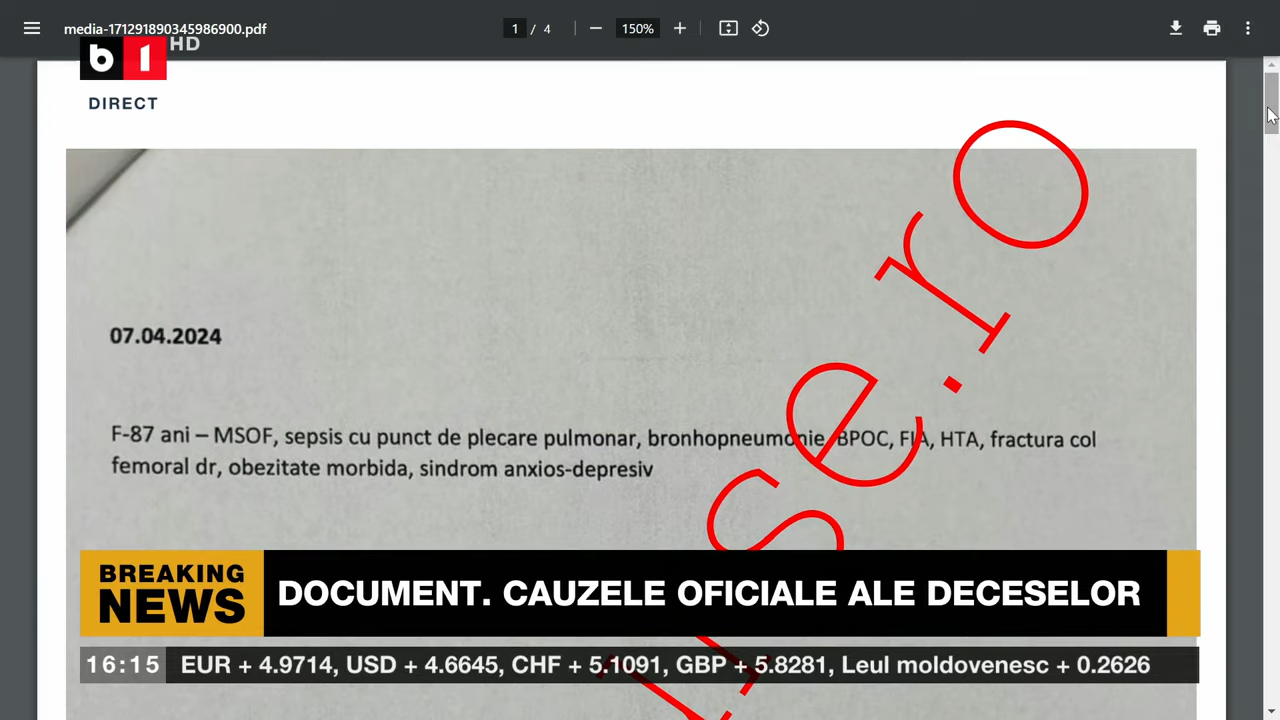 media-171291890345986900.pdf
1 / 4
150%
b1 HD
DIRECT
07.04.2024
F-87 ani – MSOF, sepsis cu punct de plecare pulmonar, bronhopneumonie, BPOC, FIA, HTA, fractura col
femoral dr, obezitate morbida, sindrom anxios-depresiv
se.ro
BREAKING
NEWS
DOCUMENT. CAUZELE OFICIALE ALE DECESELOR
16:15 EUR + 4.9714, USD + 4.6645, CHF + 5.1091, GBP + 5.8281, Leul moldovenesc + 0.2626